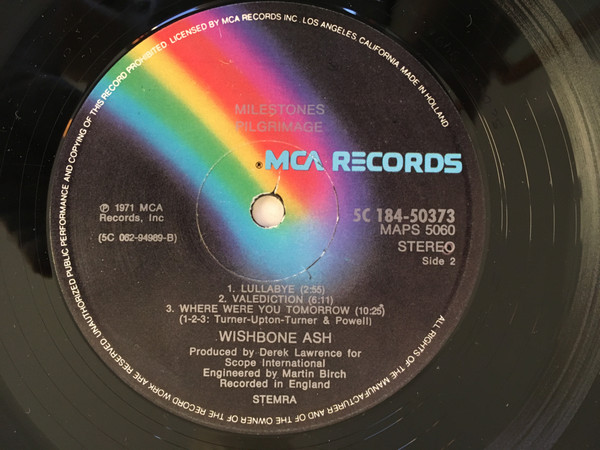 THIS RECORD PROHIBITED. LICENSED BY MCA RECORDS INC. LOS ANGELES, CALIFORNIA MADE IN HOLLAND
ALL RIGHTS OF THE MANUFACTURER AND OF THE OWNER OF THE RECORD WORK ARE RESERVED UNAUTHORIZED PUBLIC PERFORMANCE AND COPYING OF
MILESTONES
PILGRIMAGE
MCA RECORDS
℗ 1971 MCA
Records, Inc
(5C 062-94989-B)
5C 184-50373
MAPS 5060
STEREO
Side 2
1. LULLABYE (2:55)
2. VALEDICTION (6:11)
3. WHERE WERE YOU TOMORROW (10:25)
(1-2-3: Turner-Upton-Turner & Powell)
WISHBONE ASH
Produced by Derek Lawrence for
Scope International
Engineered by Martin Birch
Recorded in England
STEMRA